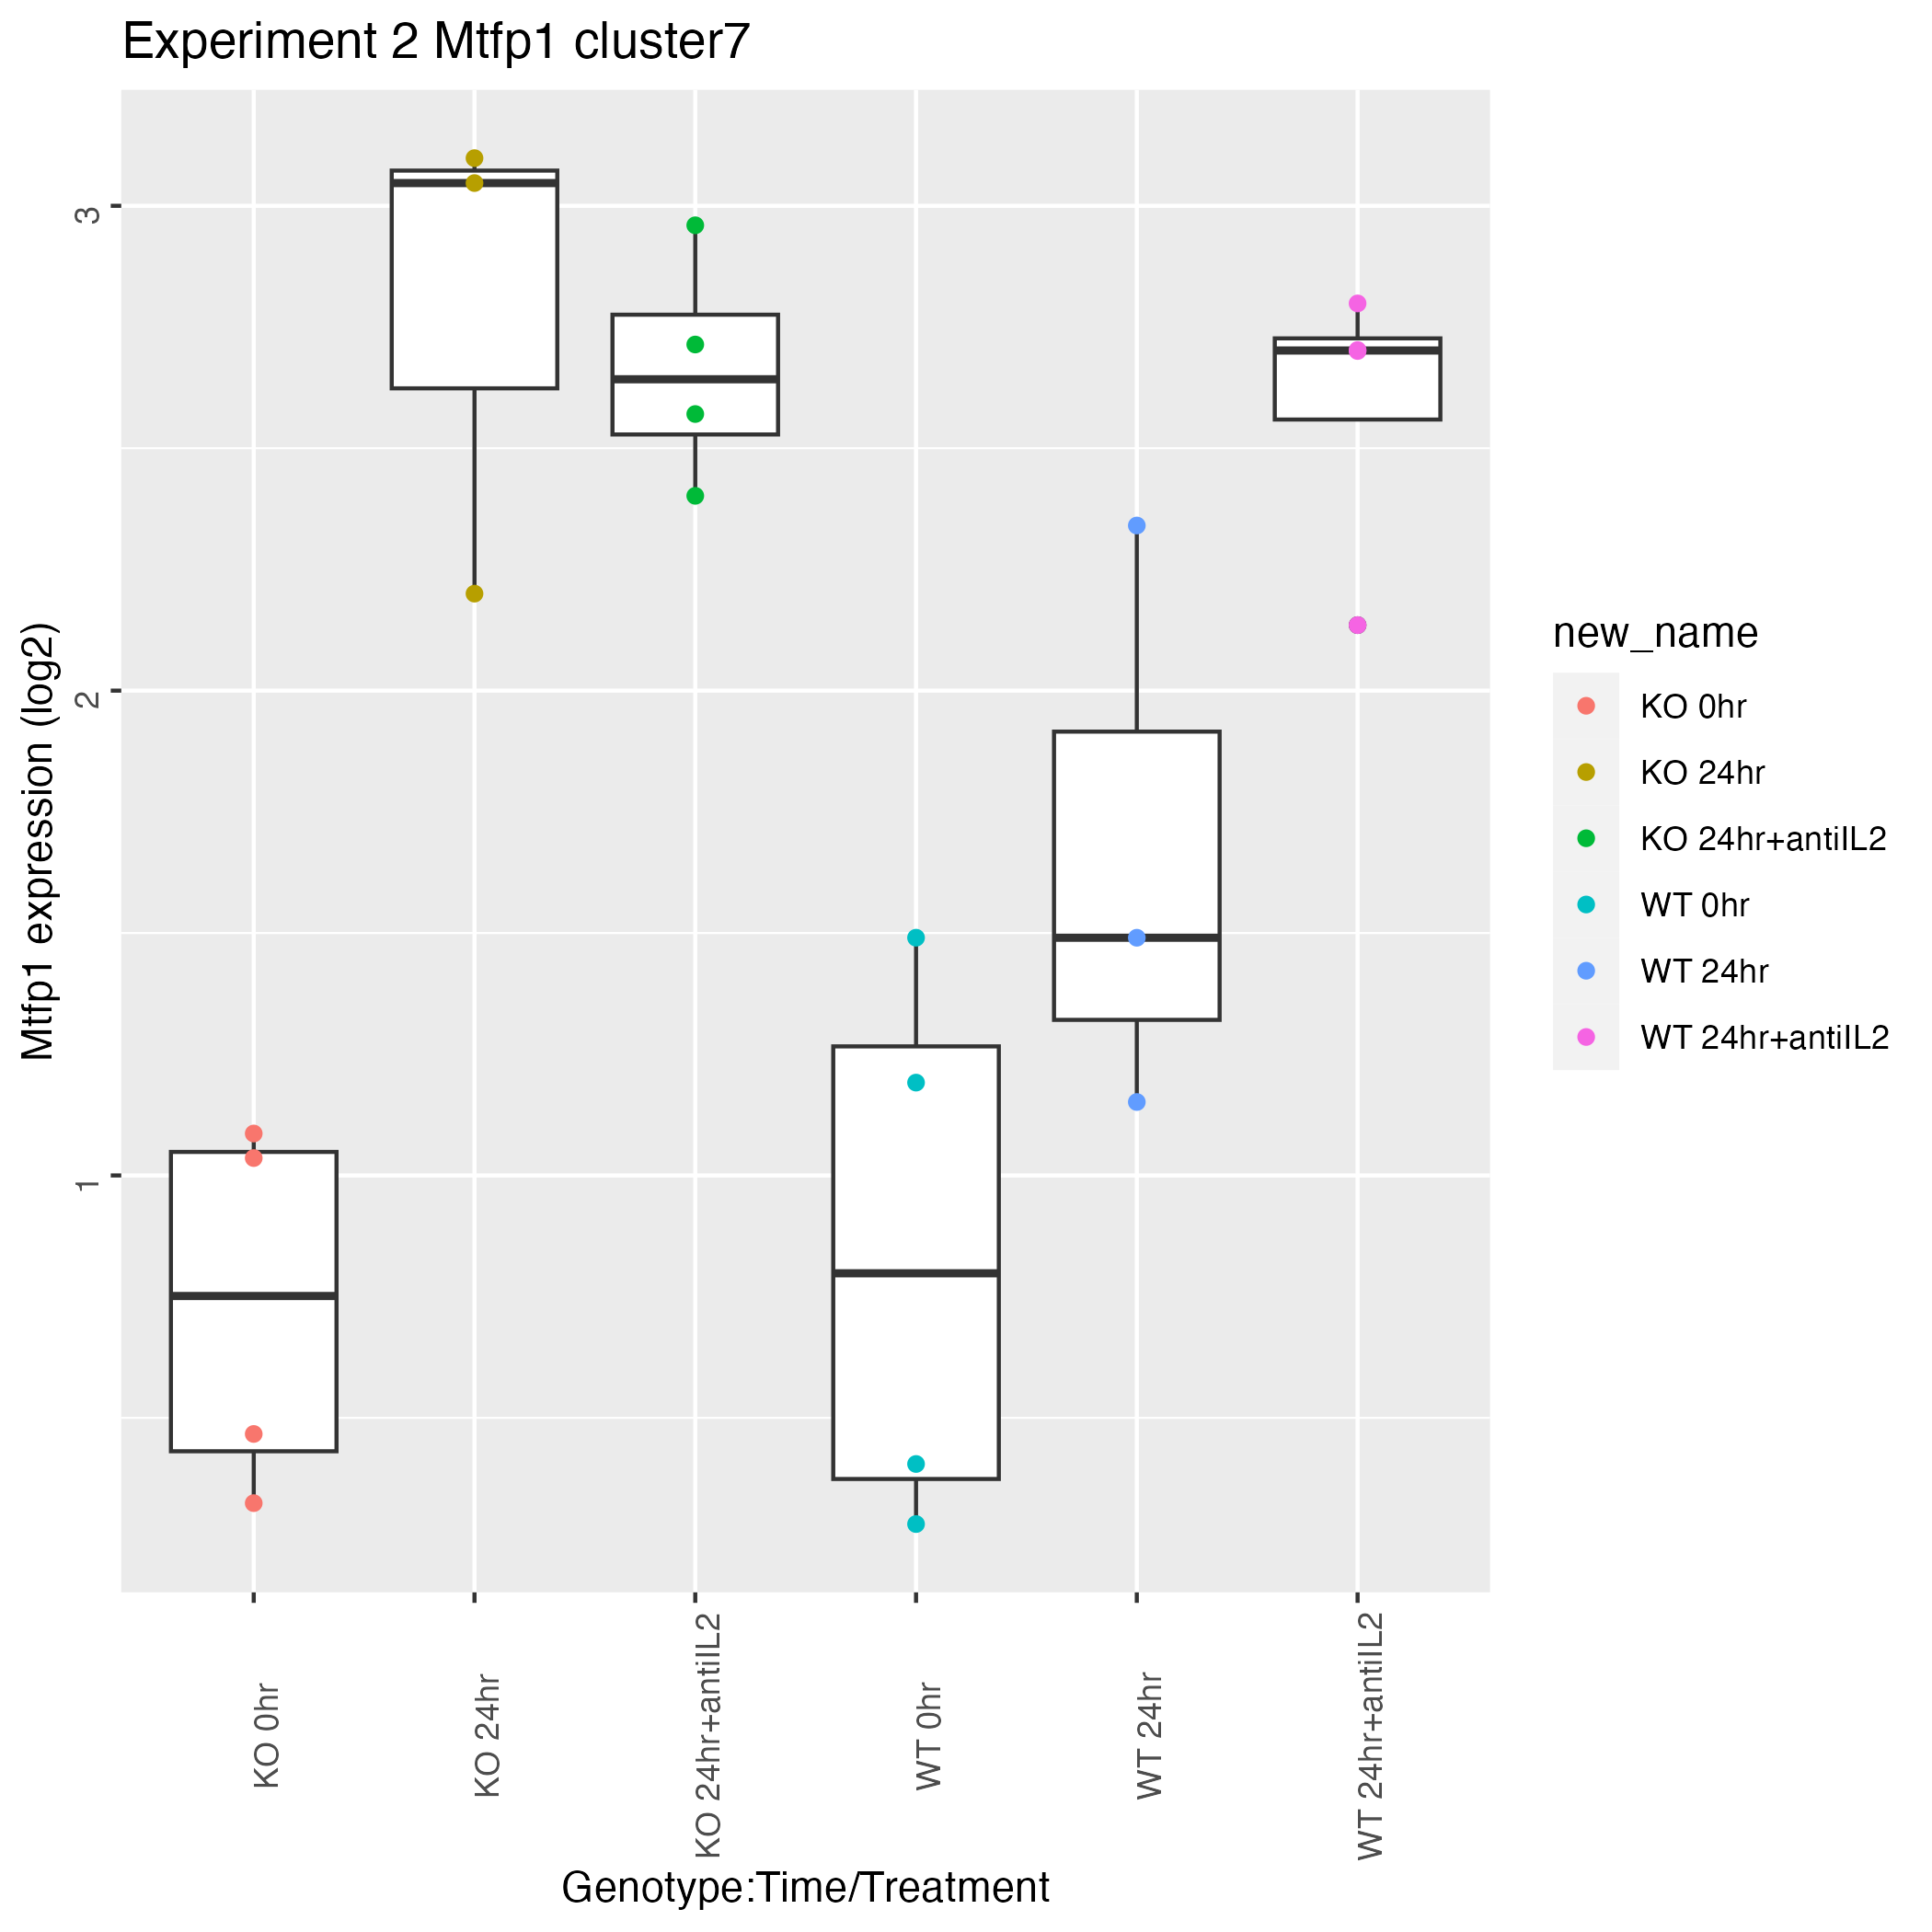 Experiment 2 Mtfp1 cluster7
Mtfp1 expression (log2)
3
2
1
KO 0hr
KO 24hr
KO 24hr+antiIL2
WT 0hr
WT 24hr
WT 24hr+antiIL2
Genotype:Time/Treatment
new_name
KO 0hr
KO 24hr
KO 24hr+antiIL2
WT 0hr
WT 24hr
WT 24hr+antiIL2